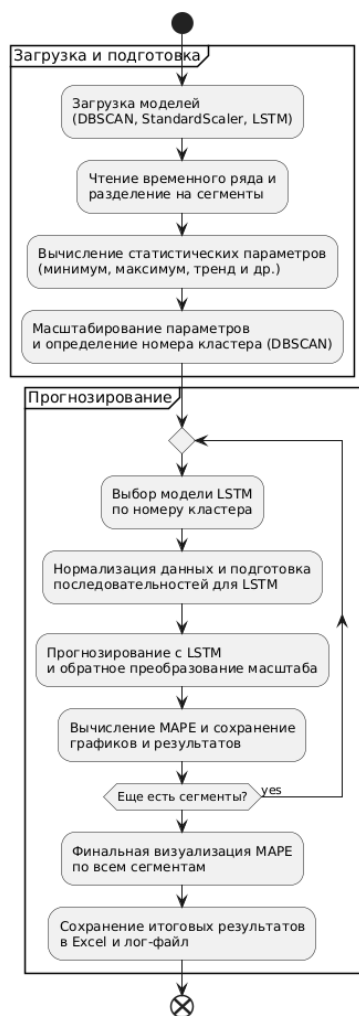 Загрузка и подготовка
Загрузка моделей
(DBSCAN, StandardScaler, LSTM)
Чтение временного ряда и
разделение на сегменты
Вычисление статистических параметров
(минимум, максимум, тренд и др.)
Масштабирование параметров
и определение номера кластера (DBSCAN)
Прогнозирование
Выбор модели LSTM
по номеру кластера
Нормализация данных и подготовка
последовательностей для LSTM
Прогнозирование с LSTM
и обратное преобразование масштаба
Вычисление MAPE и сохранение
графиков и результатов
Еще есть сегменты?
yes
Финальная визуализация MAPE
по всем сегментам
Сохранение итоговых результатов
в Excel и лог-файл